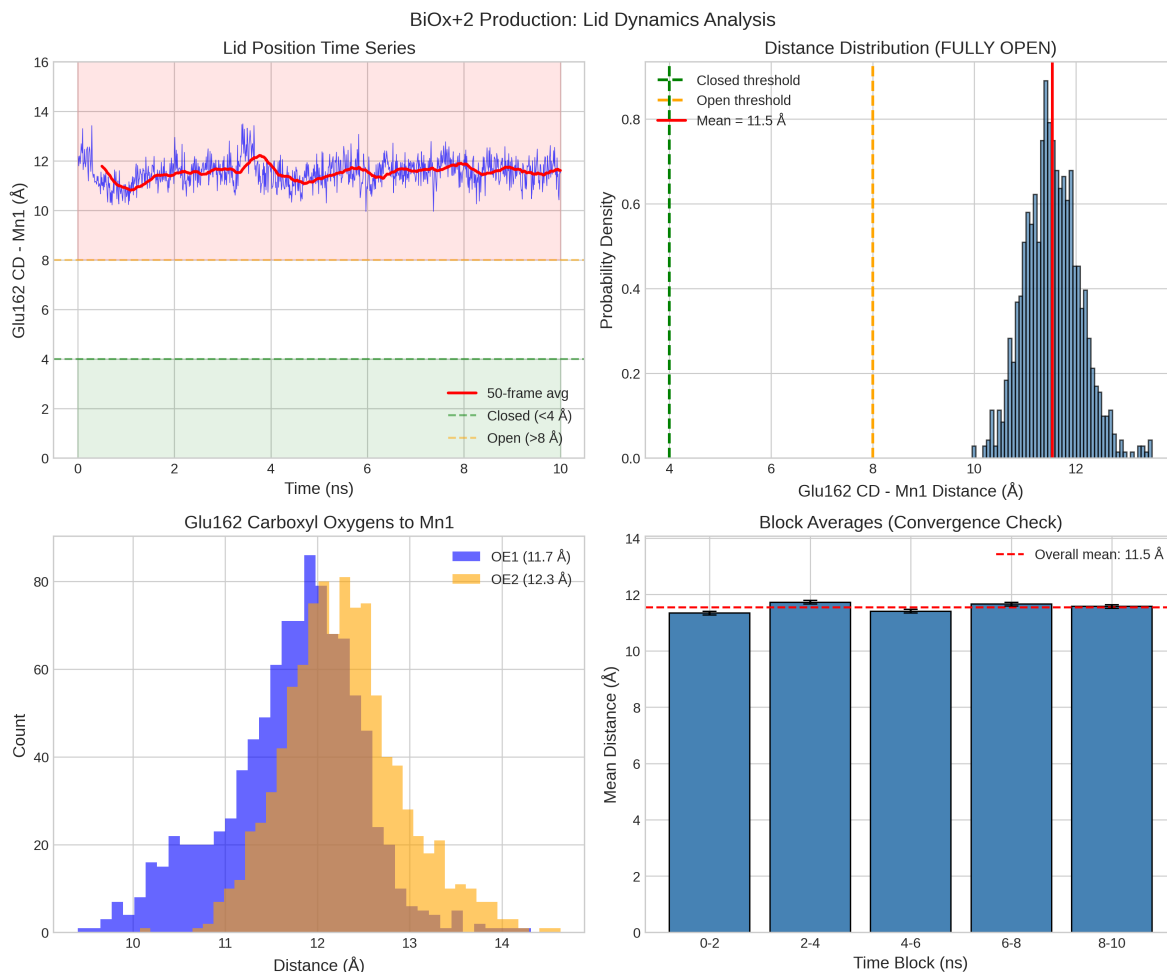 BiOx+2 Production: Lid Dynamics Analysis
Lid Position Time Series
16
14
12
10
8
6
4
2
0
Glu162 CD - Mn1 (Å)
50-frame avg
Closed (<4 Å)
Open (>8 Å)
0 2 4 6 8 10
Time (ns)
Distance Distribution (FULLY OPEN)
Closed threshold
Open threshold
Mean = 11.5 Å
0.8
0.6
0.4
0.2
0.0
Probability Density
4 6 8 10 12
Glu162 CD - Mn1 Distance (Å)
Glu162 Carboxyl Oxygens to Mn1
OE1 (11.7 Å)
OE2 (12.3 Å)
80
60
40
20
0
Count
10 11 12 13 14
Distance (Å)
Block Averages (Convergence Check)
Overall mean: 11.5 Å
14
12
10
8
6
4
2
0
Mean Distance (Å)
0-2 2-4 4-6 6-8 8-10
Time Block (ns)